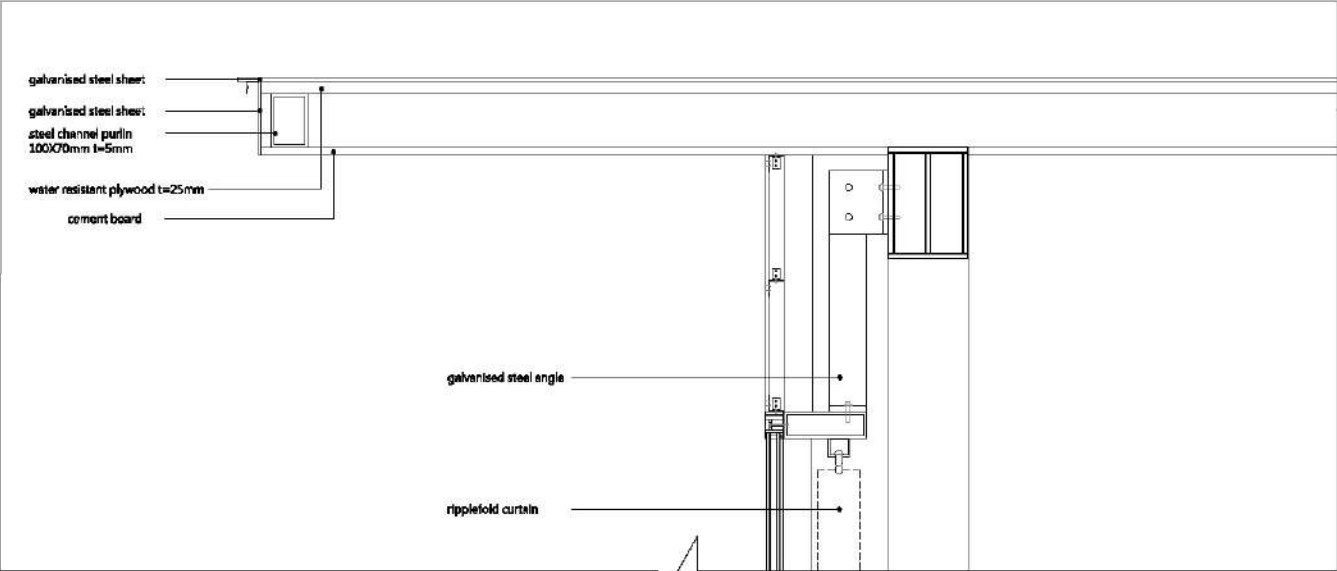 galvanised steel sheet
galvanised steel sheet
steel channel purlin
100X70mm t=5mm
water resistant plywood t=25mm
cement board
galvanised steel angle
ripplefold curtain